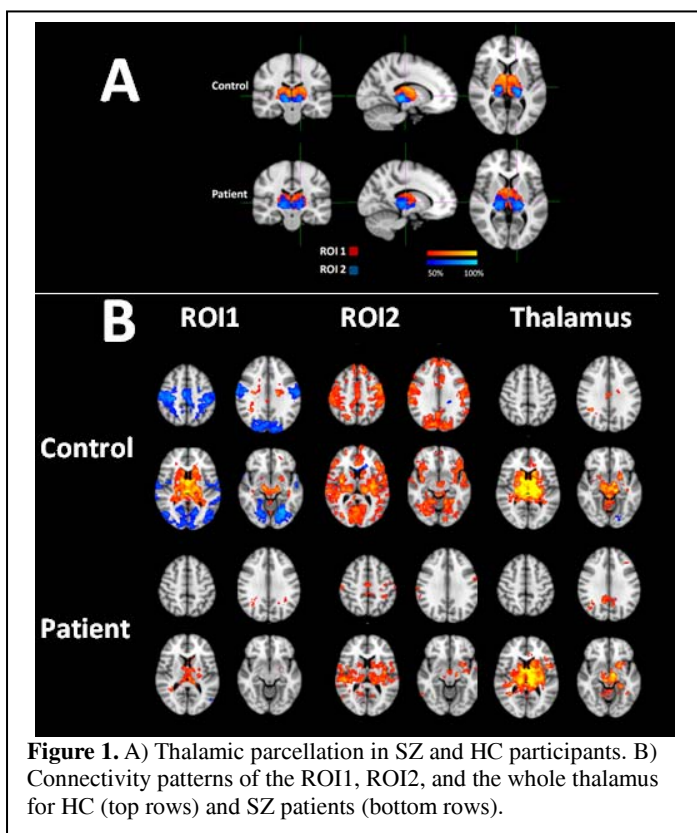 A
Control
Patient
ROI 1
ROI 2
50% 100%
B
ROI1 ROI2 Thalamus
Control
Patient
Figure 1. A) Thalamic parcellation in SZ and HC participants. B)
Connectivity patterns of the ROI1, ROI2, and the whole thalamus
for HC (top rows) and SZ patients (bottom rows).